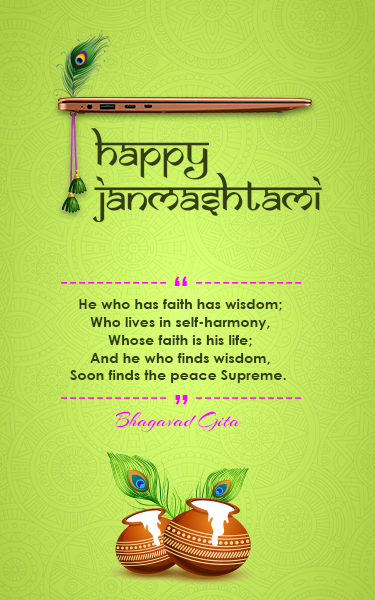 happy
janmashtami
“
He who has faith has wisdom;
Who lives in self-harmony,
Whose faith is his life;
And he who finds wisdom,
Soon finds the peace Supreme.
”
Bhagavad Gita